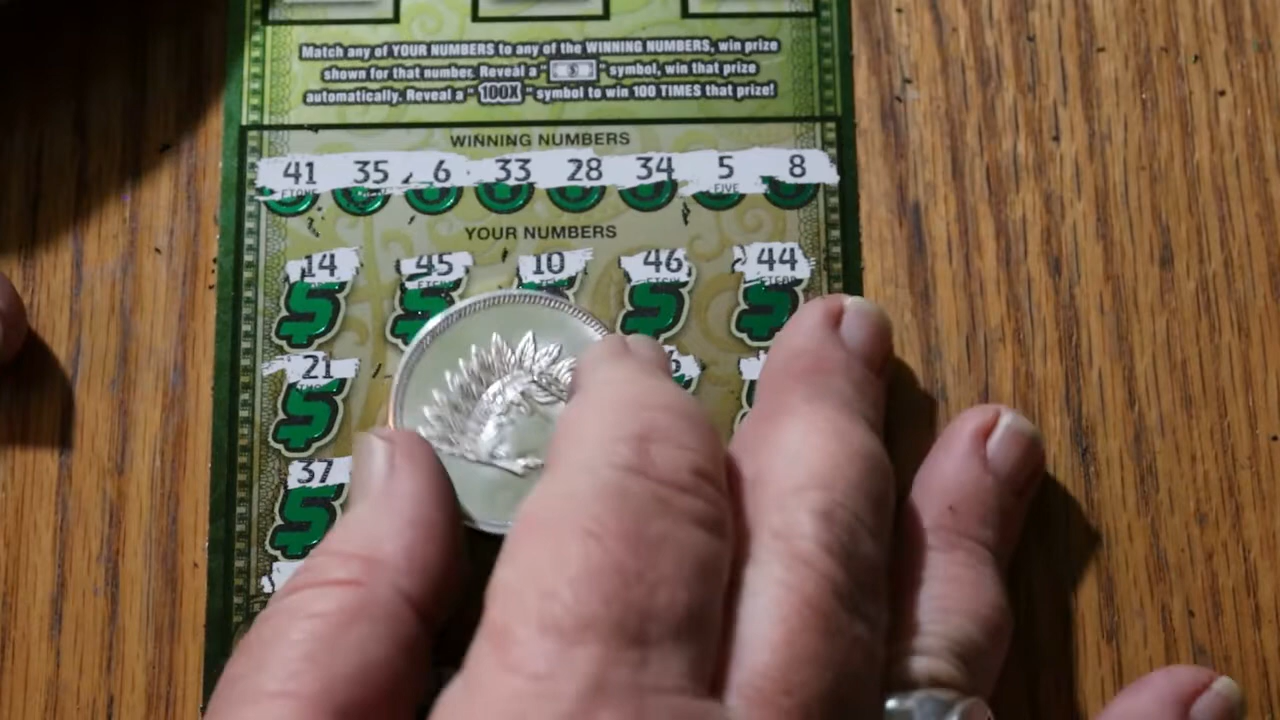 Match any of YOUR NUMBERS to any of the WINNING NUMBERS, win prize
shown for that number. Reveal a " $ " symbol, win that prize
automatically. Reveal a " 100X " symbol to win 100 TIMES that prize!
WINNING NUMBERS
41 35 6 33 28 34 5 8
FIVE
YOUR NUMBERS
14 45 10 46 44
$ $ $ $
21
$
37
$